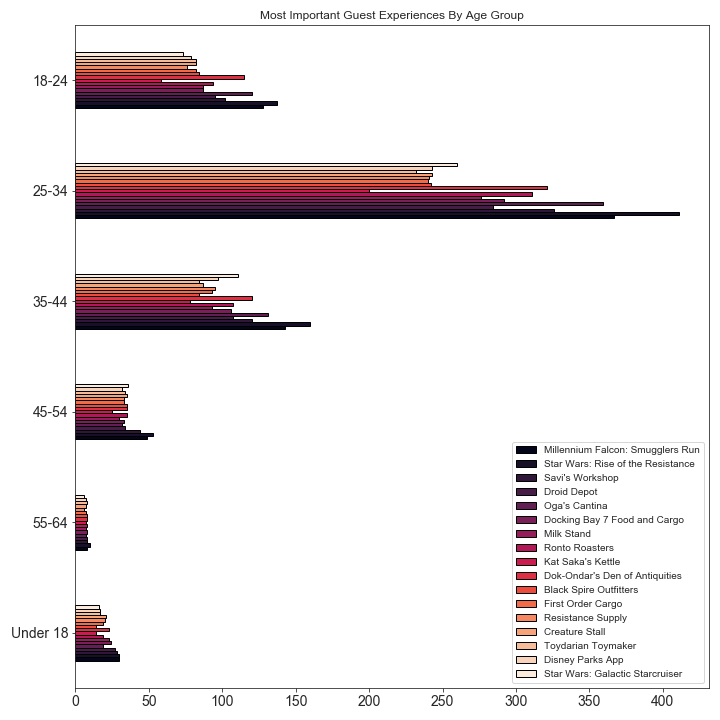 Most Important Guest Experiences By Age Group
18-24
25-34
35-44
45-54
55-64
Under 18
Millennium Falcon: Smugglers Run
Star Wars: Rise of the Resistance
Savi's Workshop
Droid Depot
Oga's Cantina
Docking Bay 7 Food and Cargo
Milk Stand
Ronto Roasters
Kat Saka's Kettle
Dok-Ondar's Den of Antiquities
Black Spire Outfitters
First Order Cargo
Resistance Supply
Creature Stall
Toydarian Toymaker
Disney Parks App
Star Wars: Galactic Starcruiser
0 50 100 150 200 250 300 350 400